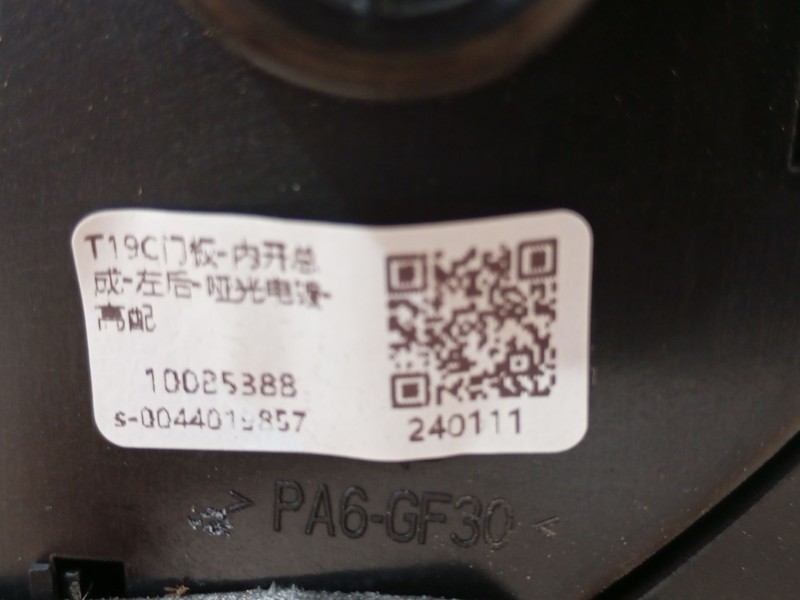 T19C门板-内开总
成-左后-哑光电镀-
高配
10025388
s-0044019857
240111
>PA6-GF30<